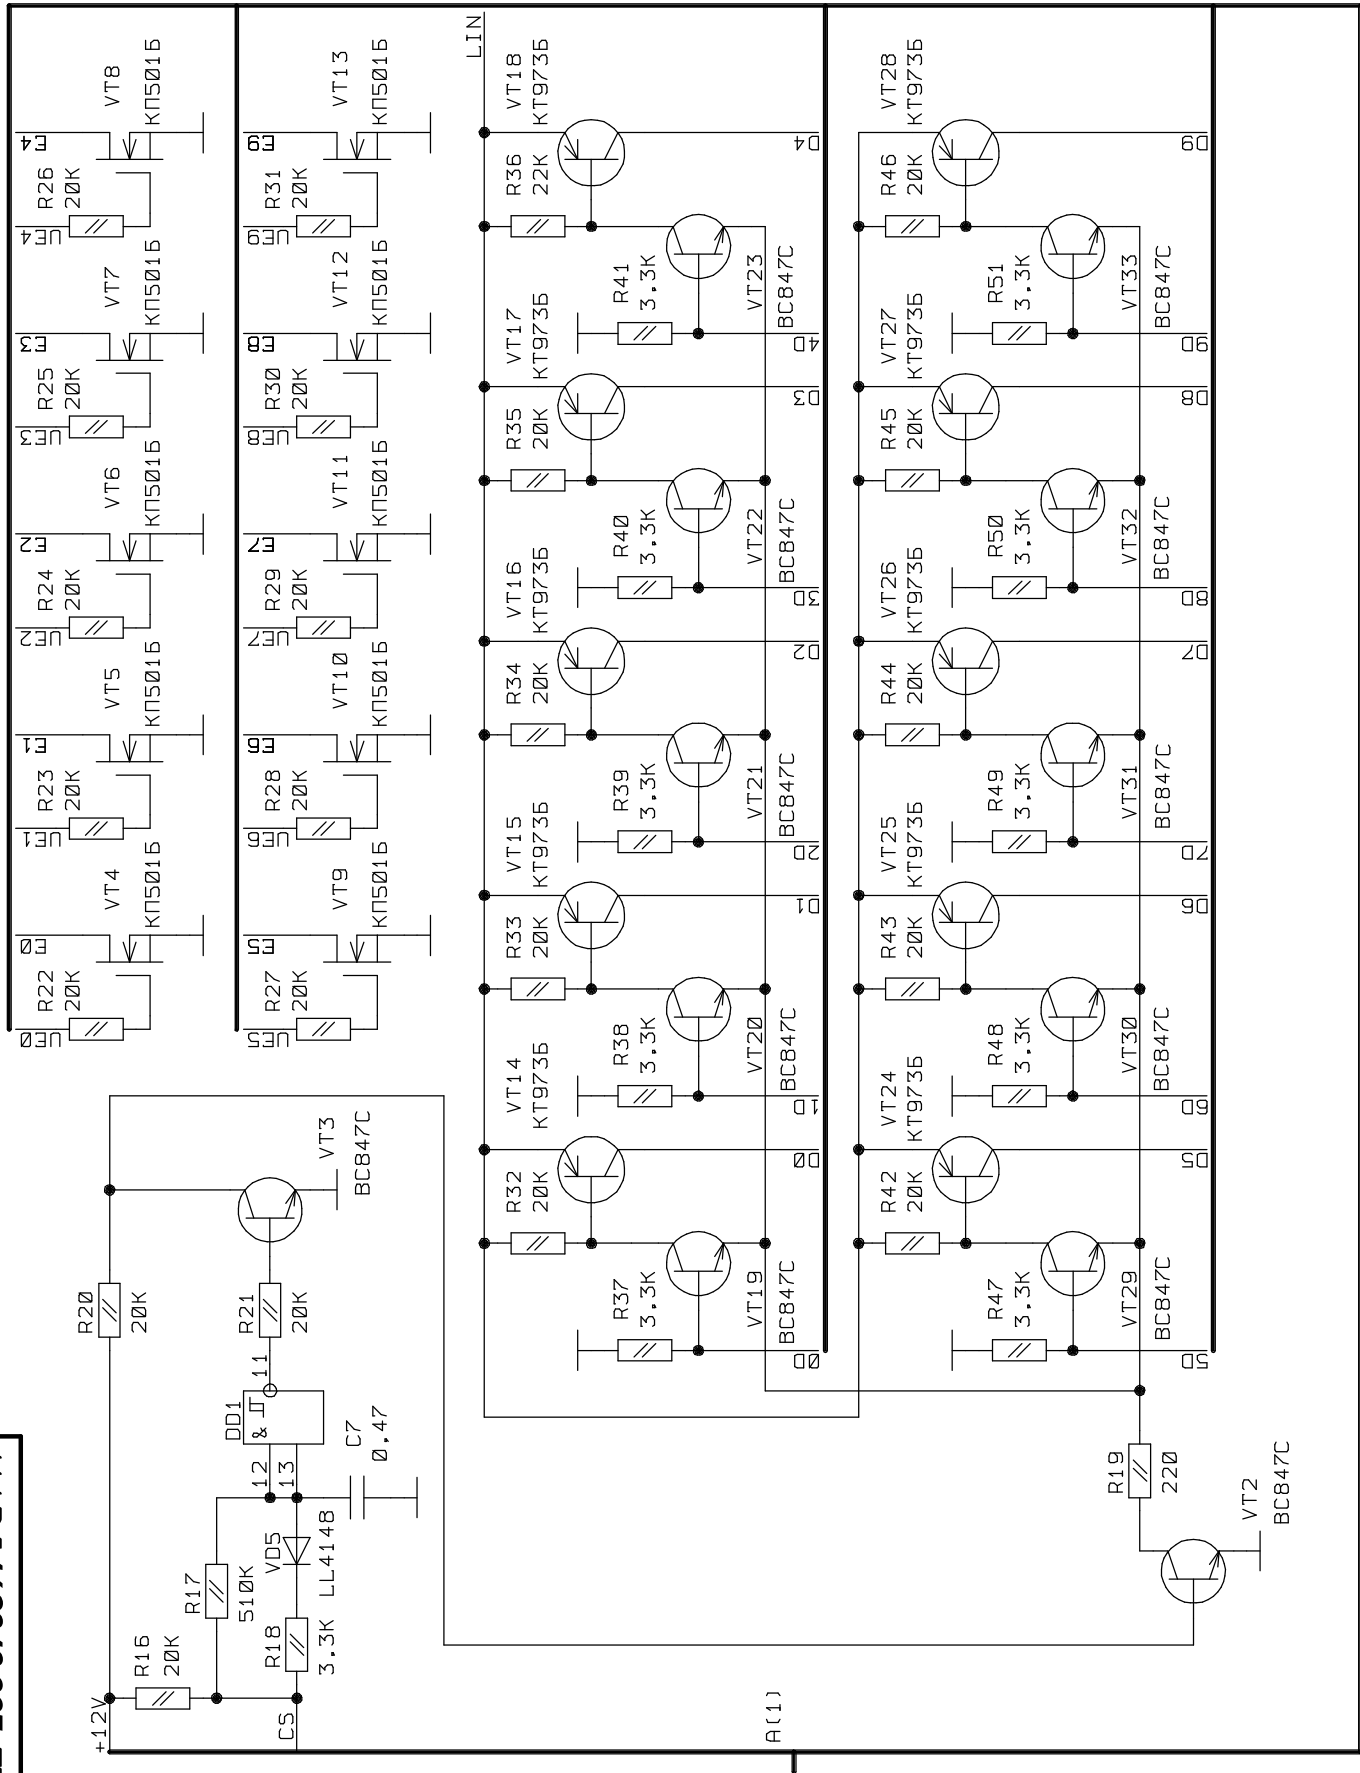 E4
R26
20K
UE4
VT8
КП501Б
E3
R25
20K
UE3
VT7
КП501Б
E2
R24
20K
UE2
VT6
КП501Б
E1
R23
20K
UE1
VT5
КП501Б
E0
R22
20K
UE0
VT4
КП501Б
E9
R31
20K
UE9
VT13
КП501Б
E8
R30
20K
UE8
VT12
КП501Б
E7
R29
20K
UE7
VT11
КП501Б
E6
R28
20K
UE6
VT10
КП501Б
E5
R27
20K
UE5
VT9
КП501Б
LIN
VT18
КТ973Б
R36
22K
D4
R41
3.3K
VT23
BC847C
4D
VT17
КТ973Б
R35
20K
D3
R40
3.3K
VT22
BC847C
3D
VT16
КТ973Б
R34
20K
D2
R39
3.3K
VT21
BC847C
2D
VT15
КТ973Б
R33
20K
D1
R38
3.3K
VT20
BC847C
1D
VT14
КТ973Б
R32
20K
D0
R37
3.3K
VT19
BC847C
0D
VT28
КТ973Б
R46
20K
D9
R51
3.3K
VT33
BC847C
9D
VT27
КТ973Б
R45
20K
D8
R50
3.3K
VT32
BC847C
8D
VT26
КТ973Б
R44
20K
D7
R49
3.3K
VT31
BC847C
7D
VT25
КТ973Б
R43
20K
D6
R48
3.3K
VT30
BC847C
6D
VT24
КТ973Б
R42
20K
D5
R47
3.3K
VT29
BC847C
5D
VT3
BC847C
R20
20K
R21
20K
11
DD1
&
12
13
C7
0,47
R17
510K
VD5
LL4148
R18
3.3K
R16
20K
+12V
CS
R19
220
VT2
BC847C
A(1)